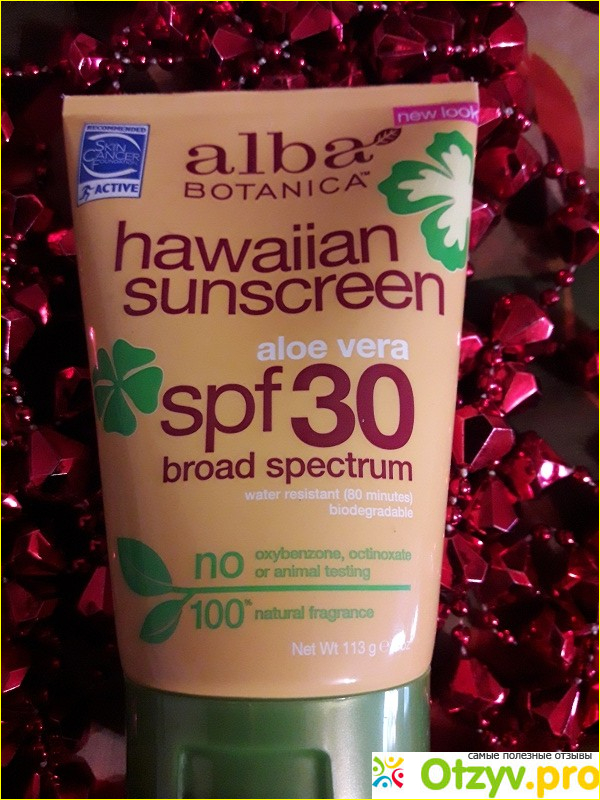 new look
RECOMMENDED
SKIN
CANCER
FOUNDATION
ACTIVE
alba
BOTANICA™
hawaiian
sunscreen
aloe vera
spf 30
broad spectrum
water resistant (80 minutes)
biodegradable
no oxybenzone, octinoxate
or animal testing
100% natural fragrance
Net Wt 113 g
самые полезные отзывы
Otzyv.pro